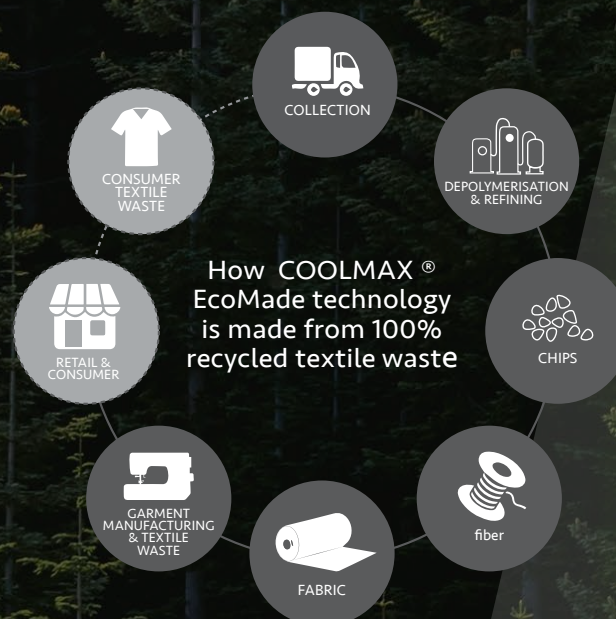 COLLECTION
DEPOLYMERISATION
& REFINING
CHIPS
fiber
FABRIC
GARMENT
MANUFACTURING
& TEXTILE
WASTE
RETAIL &
CONSUMER
CONSUMER
TEXTILE
WASTE
How COOLMAX ®
EcoMade technology
is made from 100%
recycled textile waste